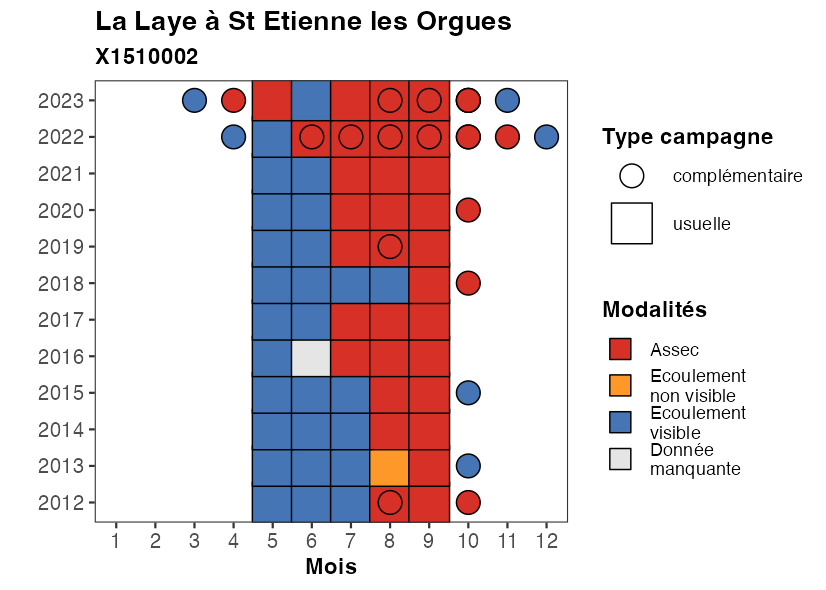 La Laye à St Etienne les Orgues
X1510002
2023
2022
2021
2020
2019
2018
2017
2016
2015
2014
2013
2012
1 2 3 4 5 6 7 8 9 10 11 12
Mois
Type campagne
complémentaire
usuelle
Modalités
Assec
Ecoulement
non visible
Ecoulement
visible
Donnée
manquante